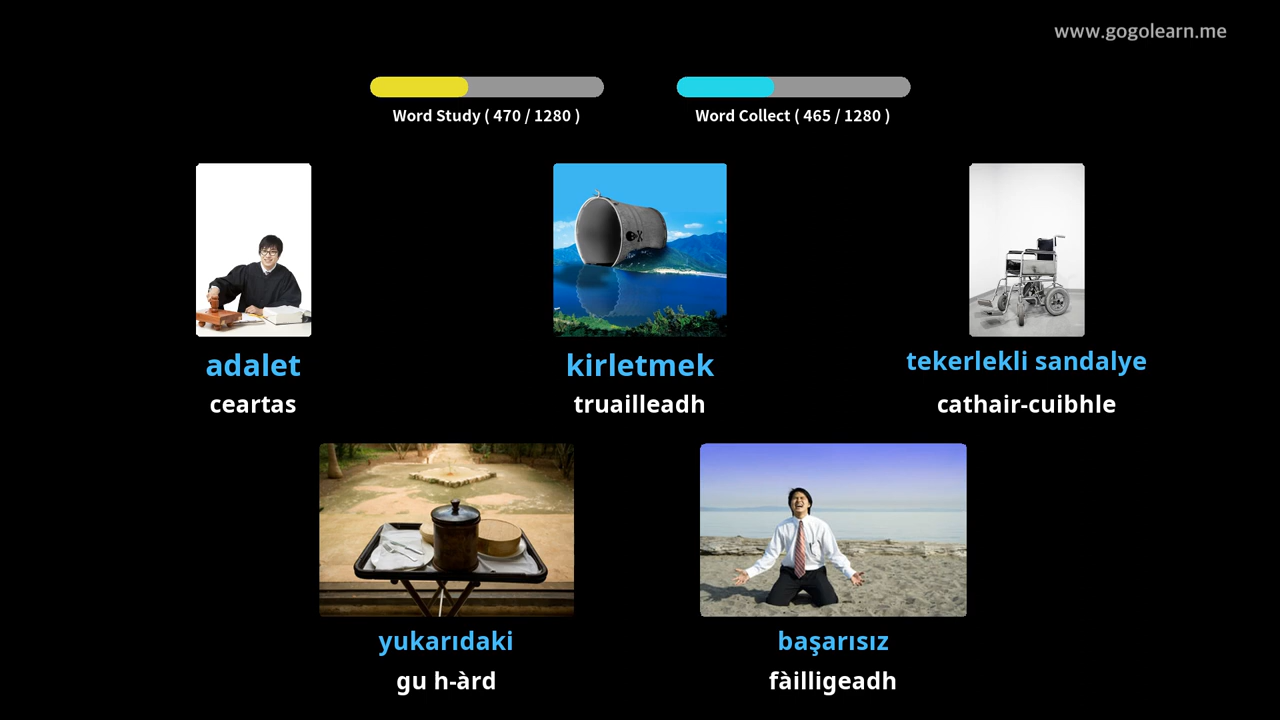 www.gogolearn.me
Word Study ( 470 / 1280 )
Word Collect ( 465 / 1280 )
adalet
ceartas
kirletmek
truailleadh
tekerlekli sandalye
cathair-cuibhle
yukarıdaki
gu h-àrd
başarısız
fàilligeadh